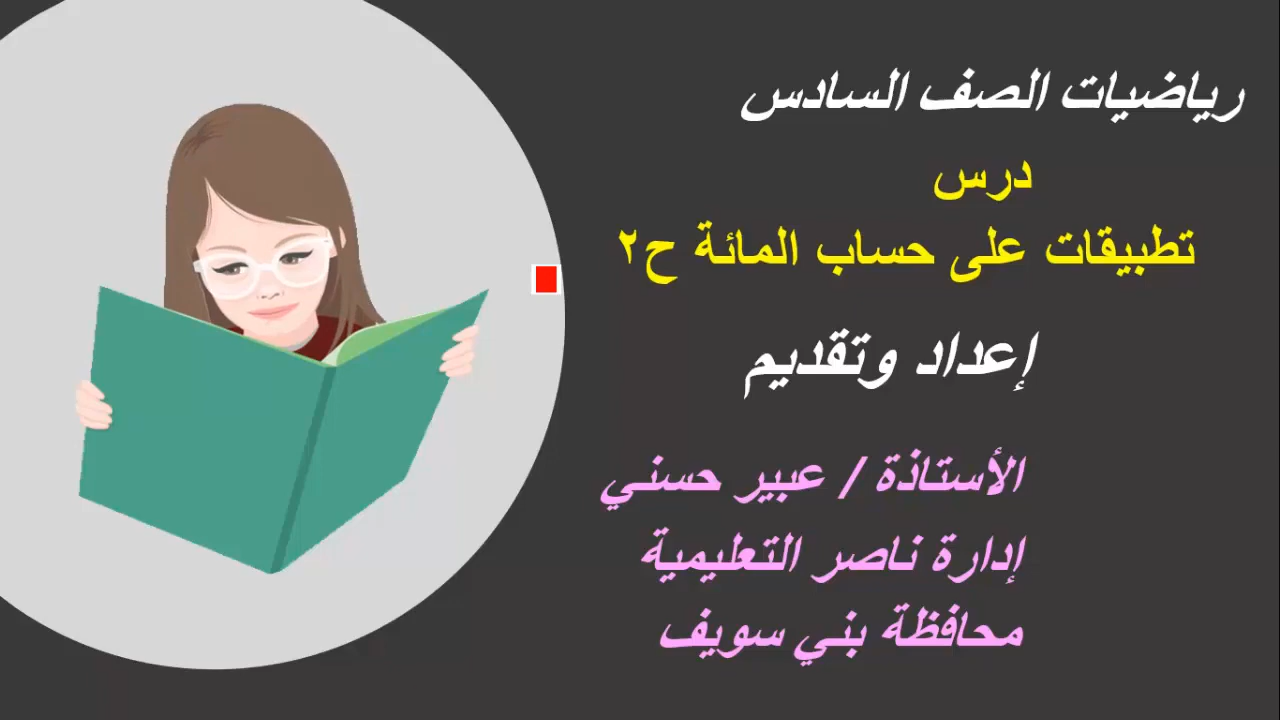 رياضيات الصف السادس
درس
تطبيقات على حساب المائة ح٢
إعداد وتقديم
الأستاذة / عبير حسني
إدارة ناصر التعليمية
محافظة بني سويف